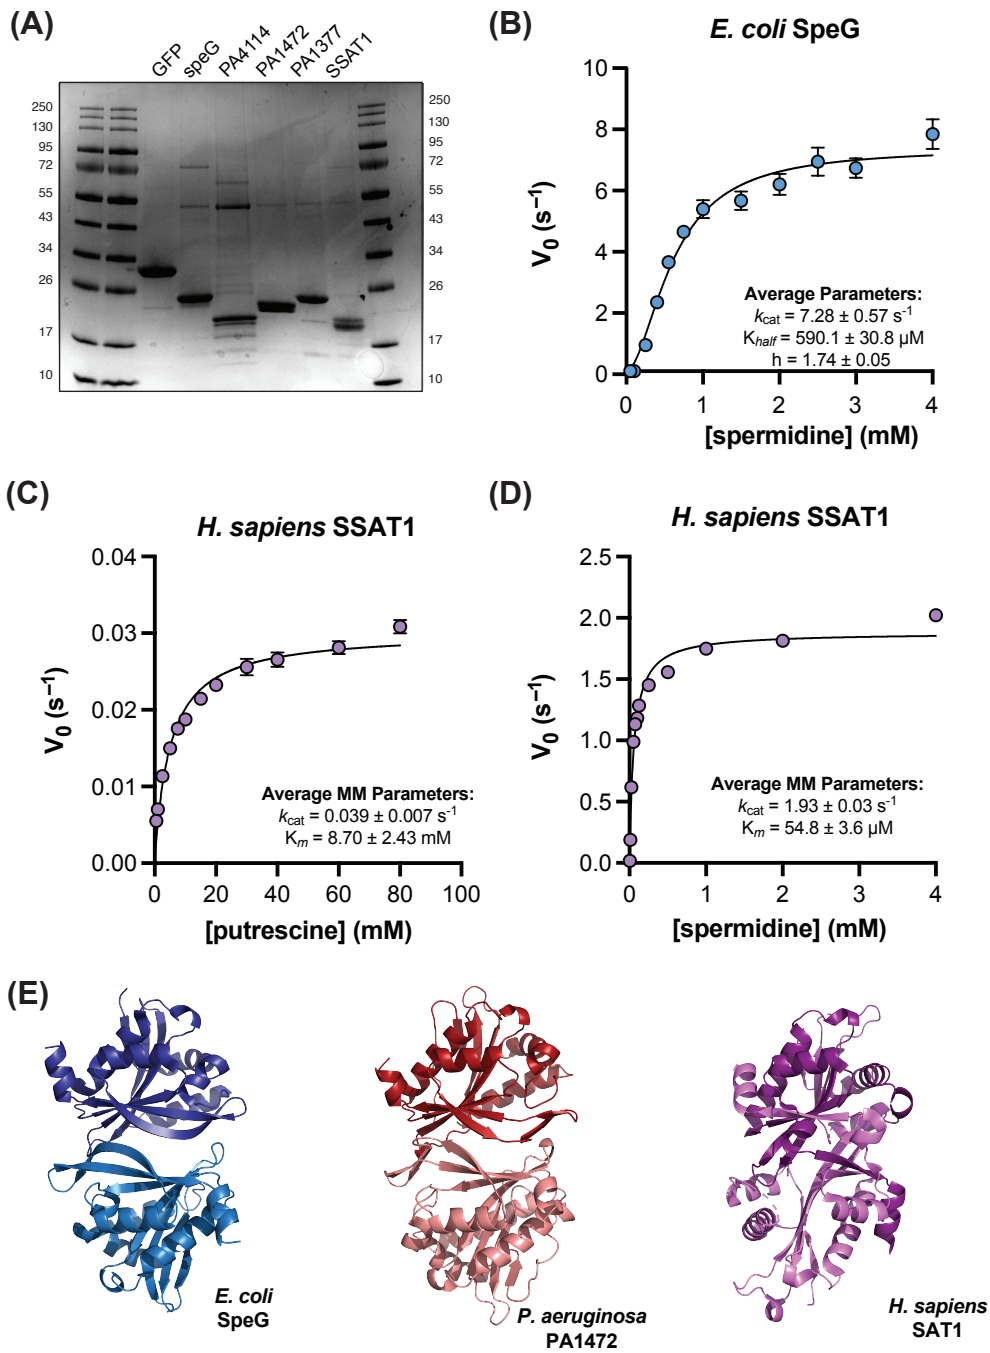 (A)
GFP
speG
PA4114
PA1472
PA1377
SSAT1
250
130
95
72
55
43
34
26
17
10
250
130
95
72
55
43
34
26
17
10
(B)
E. coli SpeG
V0 (s−1)
10
8
6
4
2
0
0 1 2 3 4
[spermidine] (mM)
Average Parameters:
kcat = 7.28 ± 0.57 s-1
Khalf = 590.1 ± 30.8 µM
h = 1.74 ± 0.05
(C)
H. sapiens SSAT1
V0 (s−1)
0.04
0.03
0.02
0.01
0.00
0 20 40 60 80 100
[putrescine] (mM)
Average MM Parameters:
kcat = 0.039 ± 0.007 s-1
Km = 8.70 ± 2.43 mM
(D)
H. sapiens SSAT1
V0 (s−1)
2.5
2.0
1.5
1.0
0.5
0.0
0 1 2 3 4
[spermidine] (mM)
Average MM Parameters:
kcat = 1.93 ± 0.03 s-1
Km = 54.8 ± 3.6 µM
(E)
E. coli
SpeG
P. aeruginosa
PA1472
H. sapiens
SAT1